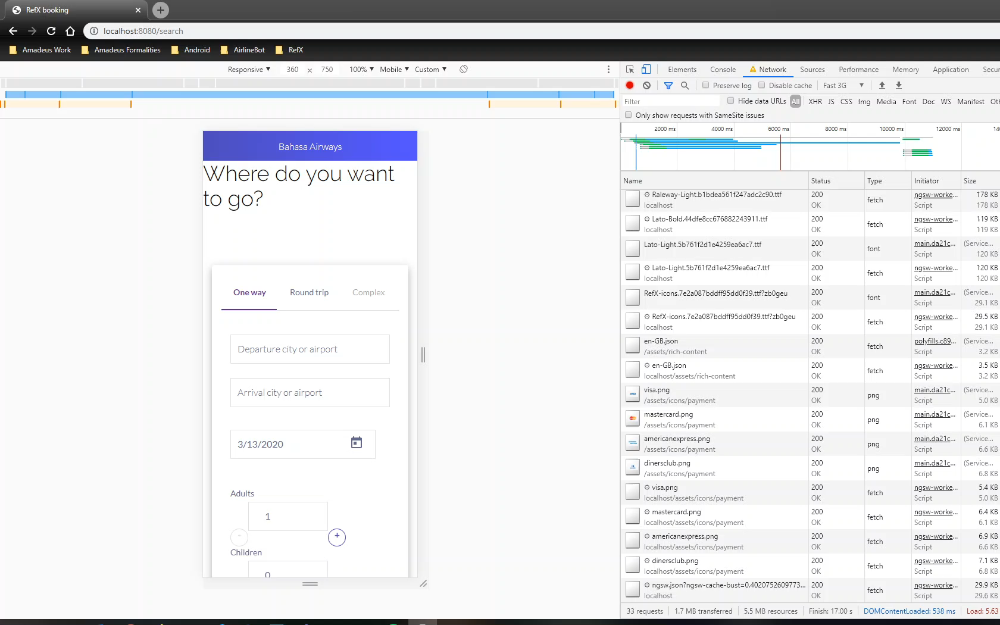 RefX booking
localhost:8080/search
Amadeus Work Amadeus Formalities Android AirlineBot RefX
Responsive ▼ 360 × 750 100% ▼ Mobile ▼ Custom ▼
Bahasa Airways
Where do you want
to go?
One way Round trip Complex
Departure city or airport
Arrival city or airport
3/13/2020
Adults
1
- +
Children
0
Elements Console Network Sources Performance Memory Application Secur
Preserve log Disable cache Fast 3G ▼
Filter Hide data URLs All XHR JS CSS Img Media Font Doc WS Manifest Oth
Only show requests with SameSite issues
2000 ms 4000 ms 6000 ms 8000 ms 10000 ms 12000 ms 14
Name Status Type Initiator Size
Raleway-Light.b1bdea561f247adc2c90.ttf 200 fetch ngsw-worke... 178 KB
localhost OK Script 178 KB
Lato-Bold.44dfe8cc676882243911.ttf 200 fetch ngsw-worke... 119 KB
localhost OK Script 119 KB
Lato-Light.5b761f2d1e4259ea6ac7.ttf 200 font main.da21c... (Service...
OK Script 120 KB
Lato-Light.5b761f2d1e4259ea6ac7.ttf 200 fetch ngsw-worke... 120 KB
localhost OK Script 120 KB
RefX-icons.7e2a087bddff95dd0f39.ttf?zb0geu 200 font main.da21c... (Service...
OK Script 29.1 KB
RefX-icons.7e2a087bddff95dd0f39.ttf?zb0geu 200 fetch ngsw-worke... 29.5 KB
localhost OK Script 29.1 KB
en-GB.json 200 fetch polyfills.c89... (Service...
/assets/rich-content OK Script 3.2 KB
en-GB.json 200 fetch ngsw-worke... 3.5 KB
localhost/assets/rich-content OK Script 3.2 KB
visa.png 200 png main.da21c... (Service...
/assets/icons/payment OK Script 5.0 KB
mastercard.png 200 png main.da21c... (Service...
/assets/icons/payment OK Script 6.1 KB
americanexpress.png 200 png main.da21c... (Service...
/assets/icons/payment OK Script 6.6 KB
dinersclub.png 200 png main.da21c... (Service...
/assets/icons/payment OK Script 6.8 KB
visa.png 200 fetch ngsw-worke... 5.4 KB
localhost/assets/icons/payment OK Script 5.0 KB
mastercard.png 200 fetch ngsw-worke... 6.4 KB
localhost/assets/icons/payment OK Script 6.1 KB
americanexpress.png 200 fetch ngsw-worke... 6.9 KB
localhost/assets/icons/payment OK Script 6.6 KB
dinersclub.png 200 fetch ngsw-worke... 7.1 KB
localhost/assets/icons/payment OK Script 6.8 KB
ngsw.json?ngsw-cache-bust=0.4020752609773... 200 fetch ngsw-worke... 29.9 KB
localhost OK Script 29.6 KB
33 requests 1.7 MB transferred 5.5 MB resources Finish: 17.00 s DOMContentLoaded: 538 ms Load: 5.63